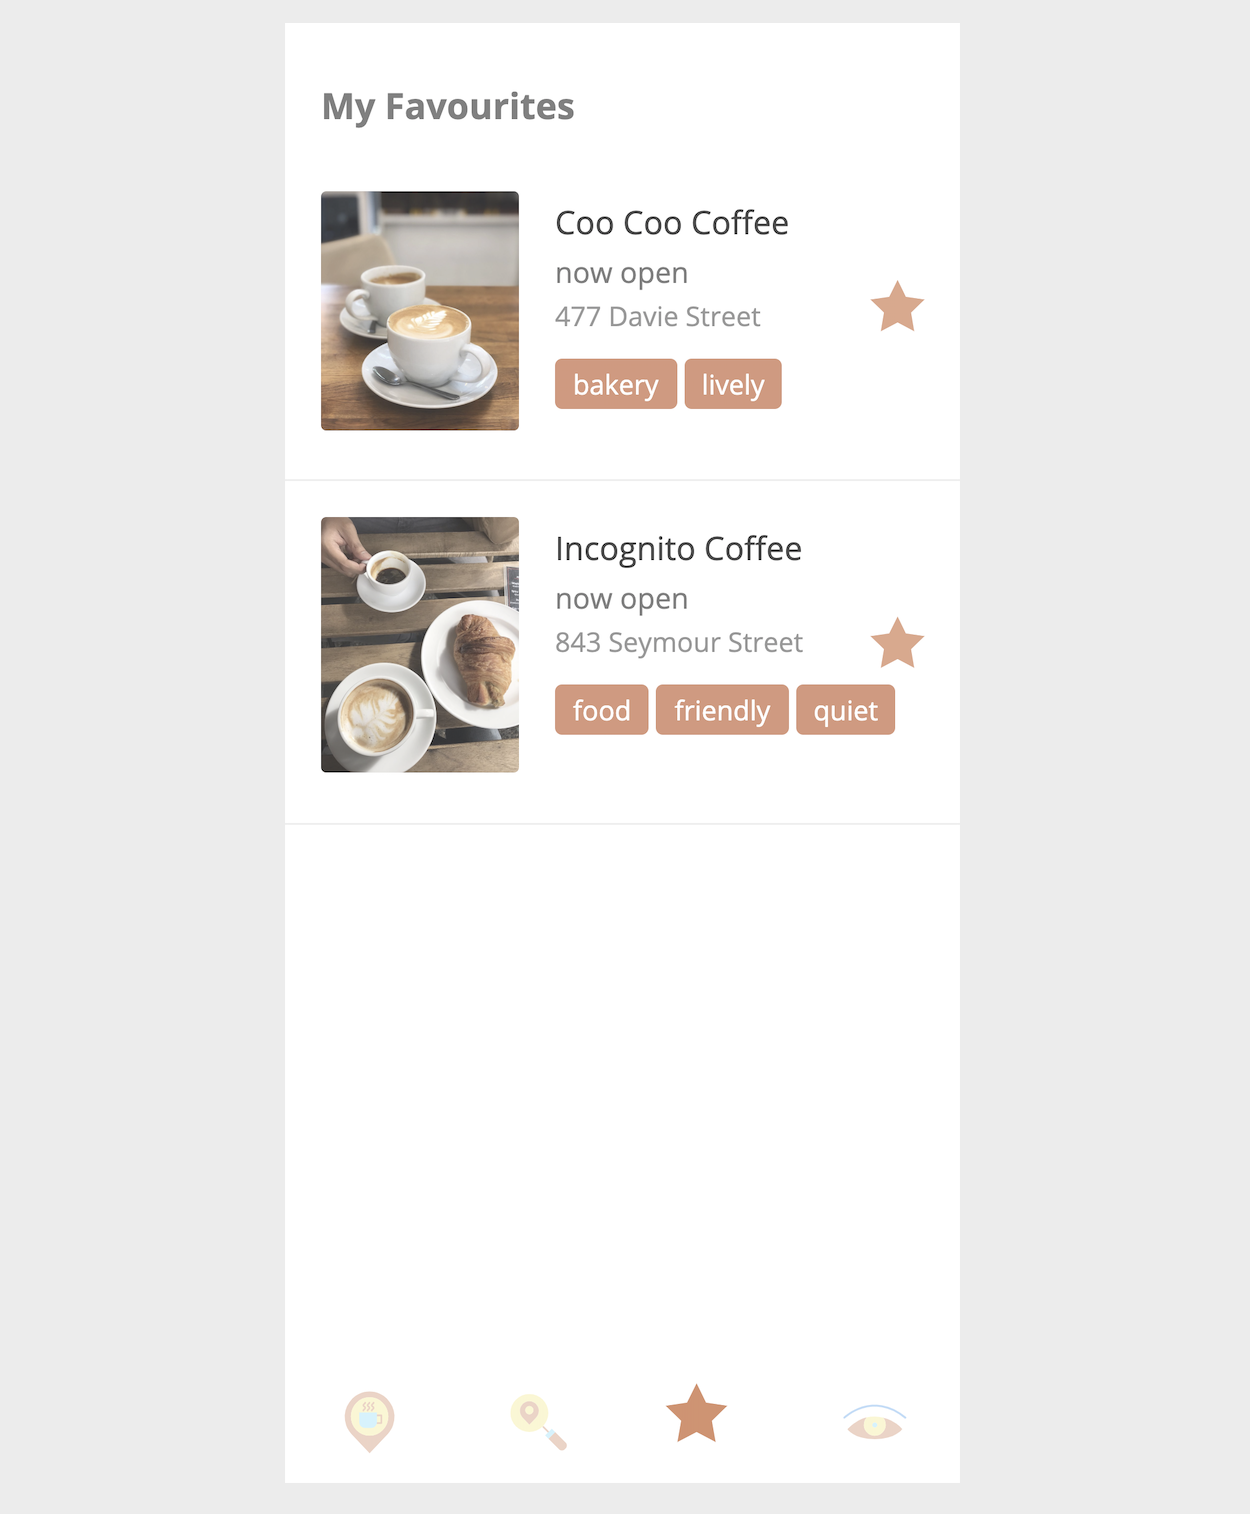 My Favourites
Coo Coo Coffee
now open
477 Davie Street
bakery lively
Incognito Coffee
now open
843 Seymour Street
food friendly quiet